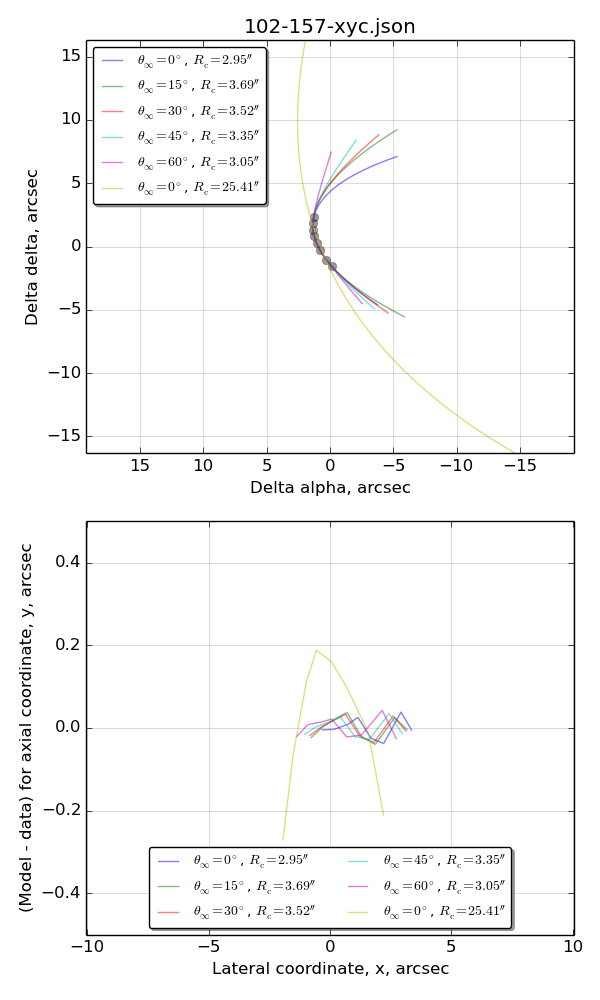 102-157-xyc.json
θ∞=0°, Rc=2.95″
θ∞=15°, Rc=3.69″
θ∞=30°, Rc=3.52″
θ∞=45°, Rc=3.35″
θ∞=60°, Rc=3.05″
θ∞=0°, Rc=25.41″
15
10
5
0
−5
−10
−15
Delta delta, arcsec
15 10 5 0 −5 −10 −15
Delta alpha, arcsec
0.4
0.2
0.0
−0.2
−0.4
(Model - data) for axial coordinate, y, arcsec
θ∞=0°, Rc=2.95″ θ∞=45°, Rc=3.35″
θ∞=15°, Rc=3.69″ θ∞=60°, Rc=3.05″
θ∞=30°, Rc=3.52″ θ∞=0°, Rc=25.41″
−10 −5 0 5 10
Lateral coordinate, x, arcsec